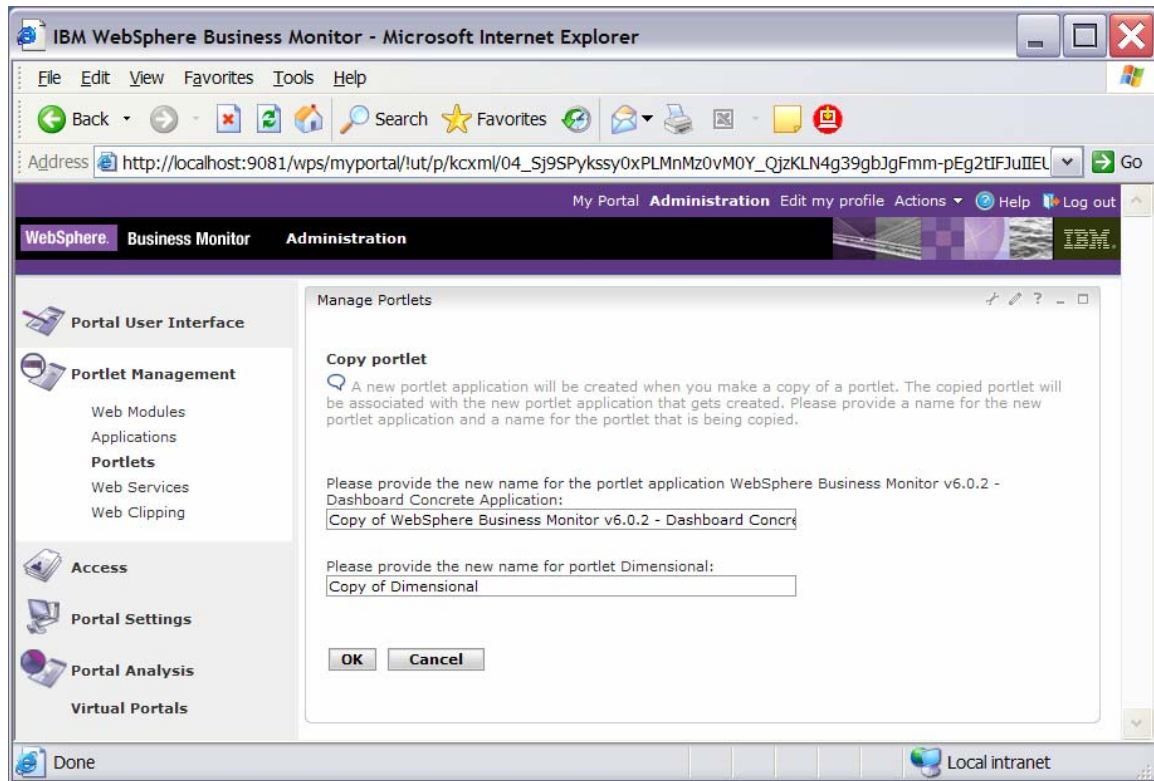 IBM WebSphere Business Monitor - Microsoft Internet Explorer
File Edit View Favorites Tools Help
Back Search Favorites
Address http://localhost:9081/wps/myportal/!ut/p/kcxml/04_Sj9SPykssy0xPLMnMz0vM0Y_QjzKLN4g39gbJgFmm-pEg2tIFJuIIEU Go
My Portal Administration Edit my profile Actions Help Log out
WebSphere. Business Monitor Administration IBM.
Manage Portlets
Portal User Interface
Portlet Management
Web Modules
Applications
Portlets
Web Services
Web Clipping
Access
Portal Settings
Portal Analysis
Virtual Portals
Copy portlet
A new portlet application will be created when you make a copy of a portlet. The copied portlet will
be associated with the new portlet application that gets created. Please provide a name for the new
portlet application and a name for the portlet that is being copied.
Please provide the new name for the portlet application WebSphere Business Monitor v6.0.2 -
Dashboard Concrete Application:
Copy of WebSphere Business Monitor v6.0.2 - Dashboard Concre
Please provide the new name for portlet Dimensional:
Copy of Dimensional
OK Cancel
Done Local intranet